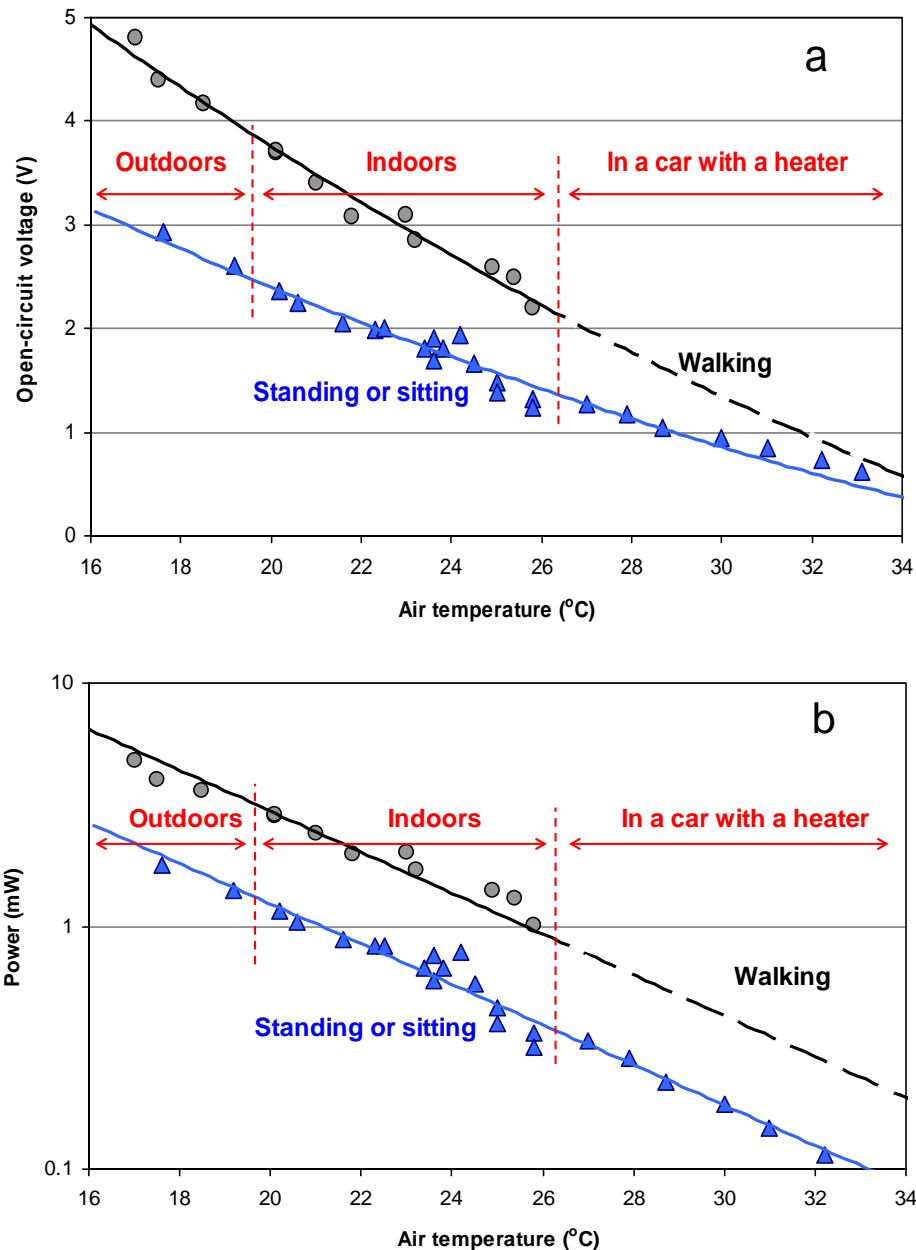 a
5
4
3
2
1
0
Open-circuit voltage (V)
Outdoors
Indoors
In a car with a heater
Walking
Standing or sitting
16 18 20 22 24 26 28 30 32 34
Air temperature (°C)
b
10
1
0.1
Power (mW)
Outdoors
Indoors
In a car with a heater
Walking
Standing or sitting
16 18 20 22 24 26 28 30 32 34
Air temperature (°C)